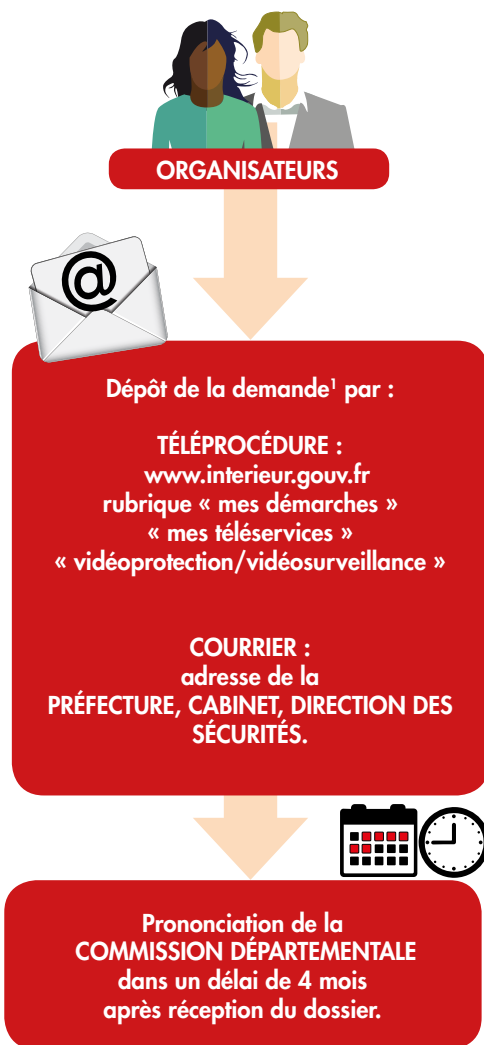 ORGANISATEURS
@
Dépôt de la demande¹ par :
TÉLÉPROCÉDURE :
www.interieur.gouv.fr
rubrique « mes démarches »
« mes téléservices »
« vidéoprotection/vidéosurveillance »
COURRIER :
adresse de la
PRÉFECTURE, CABINET, DIRECTION DES
SÉCURITÉS.
Prononciation de la
COMMISSION DÉPARTEMENTALE
dans un délai de 4 mois
après réception du dossier.